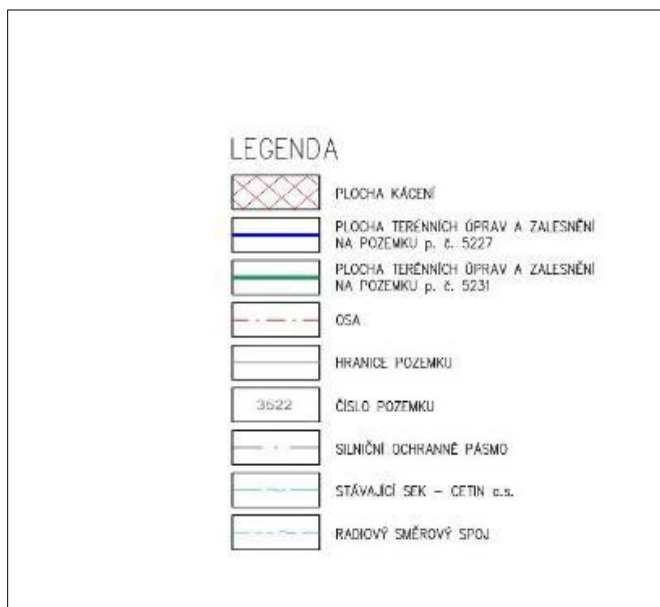 LEGENDA
PLOCHA KÁCENÍ
PLOCHA TERÉNNÍCH ÚPRAV A ZALESNĚNÍ
NA POZEMKU p. č. 5227
PLOCHA TERÉNNÍCH ÚPRAV A ZALESNĚNÍ
NA POZEMKU p. č. 5231
OSA
HRANICE POZEMKU
3522 ČÍSLO POZEMKU
SILNIČNÍ OCHRANNÉ PÁSMO
STÁVAJÍCÍ SEK – CETIN a.s.
RADIOVÝ SMĚROVÝ SPOJ